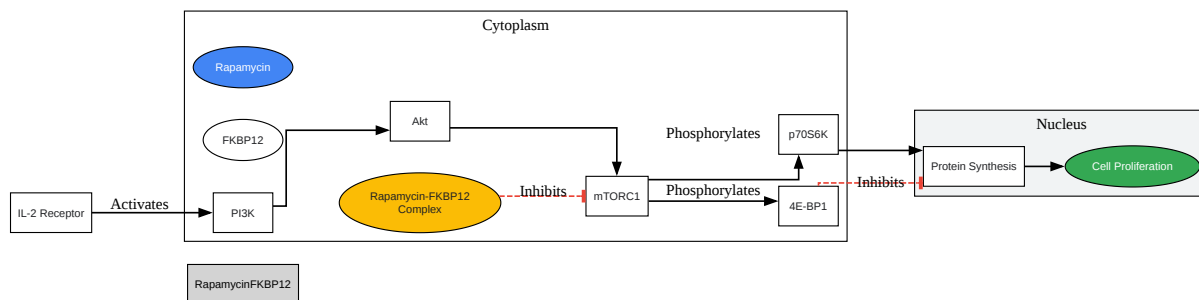 Cytoplasm
Rapamycin
FKBP12
Akt
Phosphorylates
p70S6K
Nucleus
Protein Synthesis
Cell Proliferation
IL-2 Receptor
Activates
PI3K
Rapamycin-FKBP12
Complex
Inhibits
mTORC1
Phosphorylates
4E-BP1
Inhibits
RapamycinFKBP12